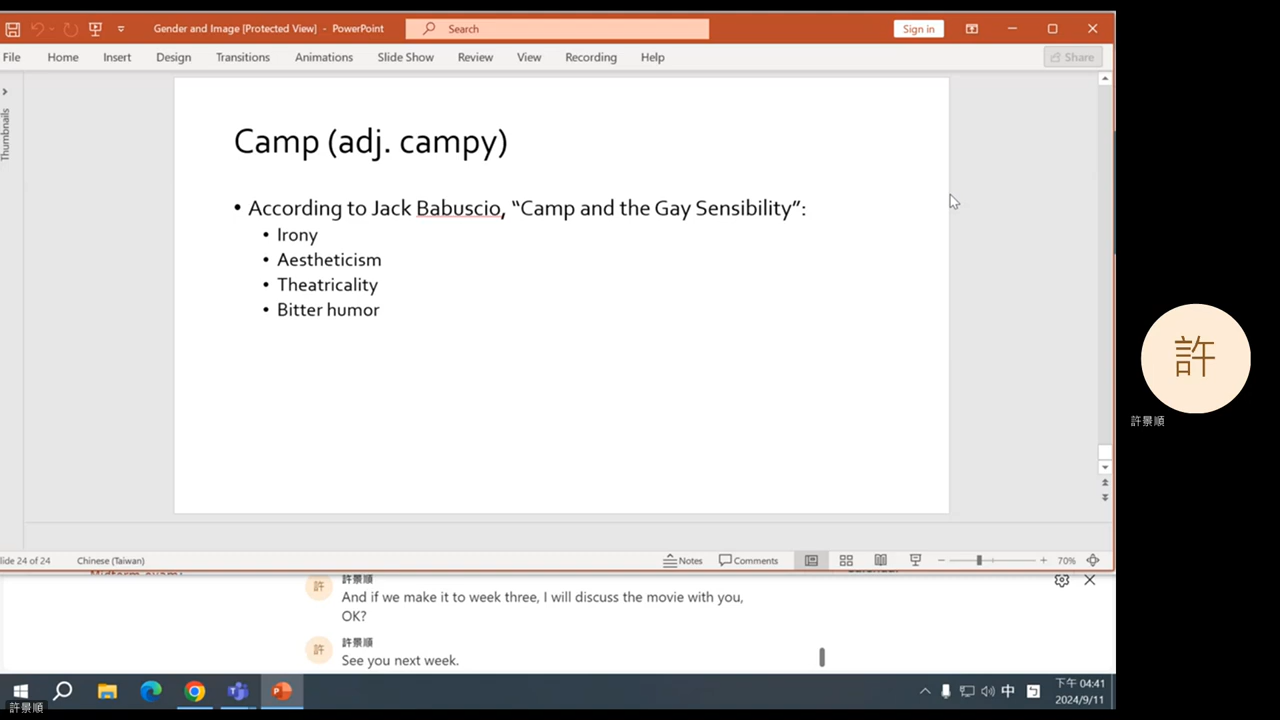 Gender and Image [Protected View] - PowerPoint
Search
Sign in
File Home Insert Design Transitions Animations Slide Show Review View Recording Help
Share
Thumbnails
Camp (adj. campy)
• According to Jack Babuscio, “Camp and the Gay Sensibility”:
• Irony
• Aestheticism
• Theatricality
• Bitter humor
許
許景順
lide 24 of 24 Chinese (Taiwan)
Notes Comments
70%
許
許景順
And if we make it to week three, I will discuss the movie with you,
OK?
許
許景順
See you next week.
中
下午 04:41
2024/9/11
許景順